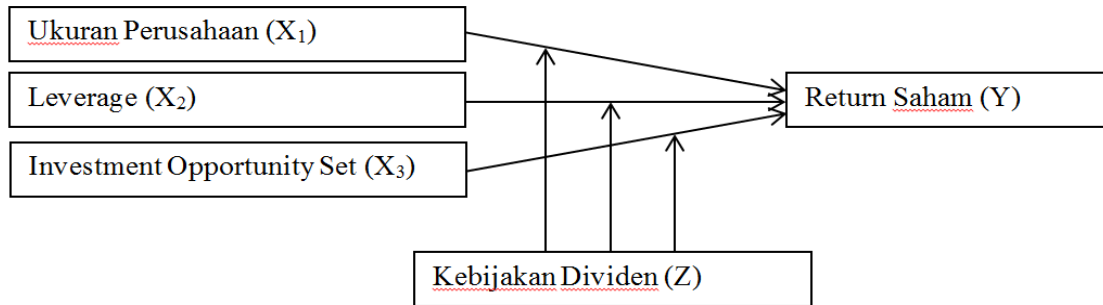 Ukuran Perusahaan (X₁)
Leverage (X₂)
Return Saham (Y)
Investment Opportunity Set (X₃)
Kebijakan Dividen (Z)